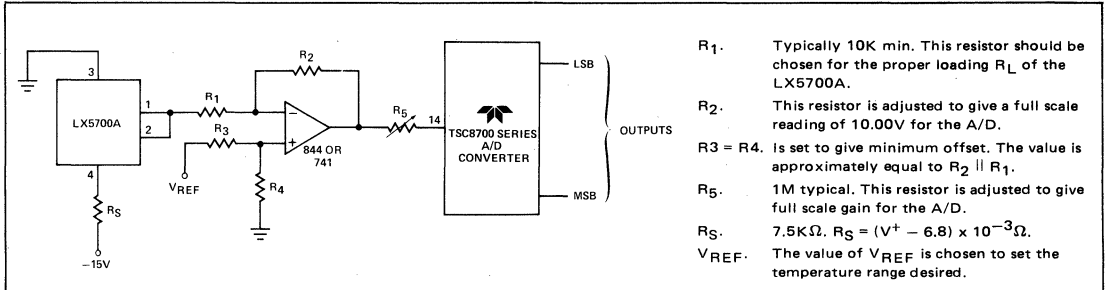 3
LX5700A
1
2
4
RS
−15V
R1
R3
VREF
R2
R4
−
+
844 OR
741
R5
14
TSC8700 SERIES
A/D
CONVERTER
LSB
MSB
OUTPUTS
R1. Typically 10K min. This resistor should be
chosen for the proper loading RL of the
LX5700A.
R2. This resistor is adjusted to give a full scale
reading of 10.00V for the A/D.
R3 = R4. Is set to give minimum offset. The value is
approximately equal to R2 || R1.
R5. 1M typical. This resistor is adjusted to give
full scale gain for the A/D.
RS. 7.5KΩ. RS = (V+ − 6.8) x 10−3Ω.
VREF. The value of VREF is chosen to set the
temperature range desired.